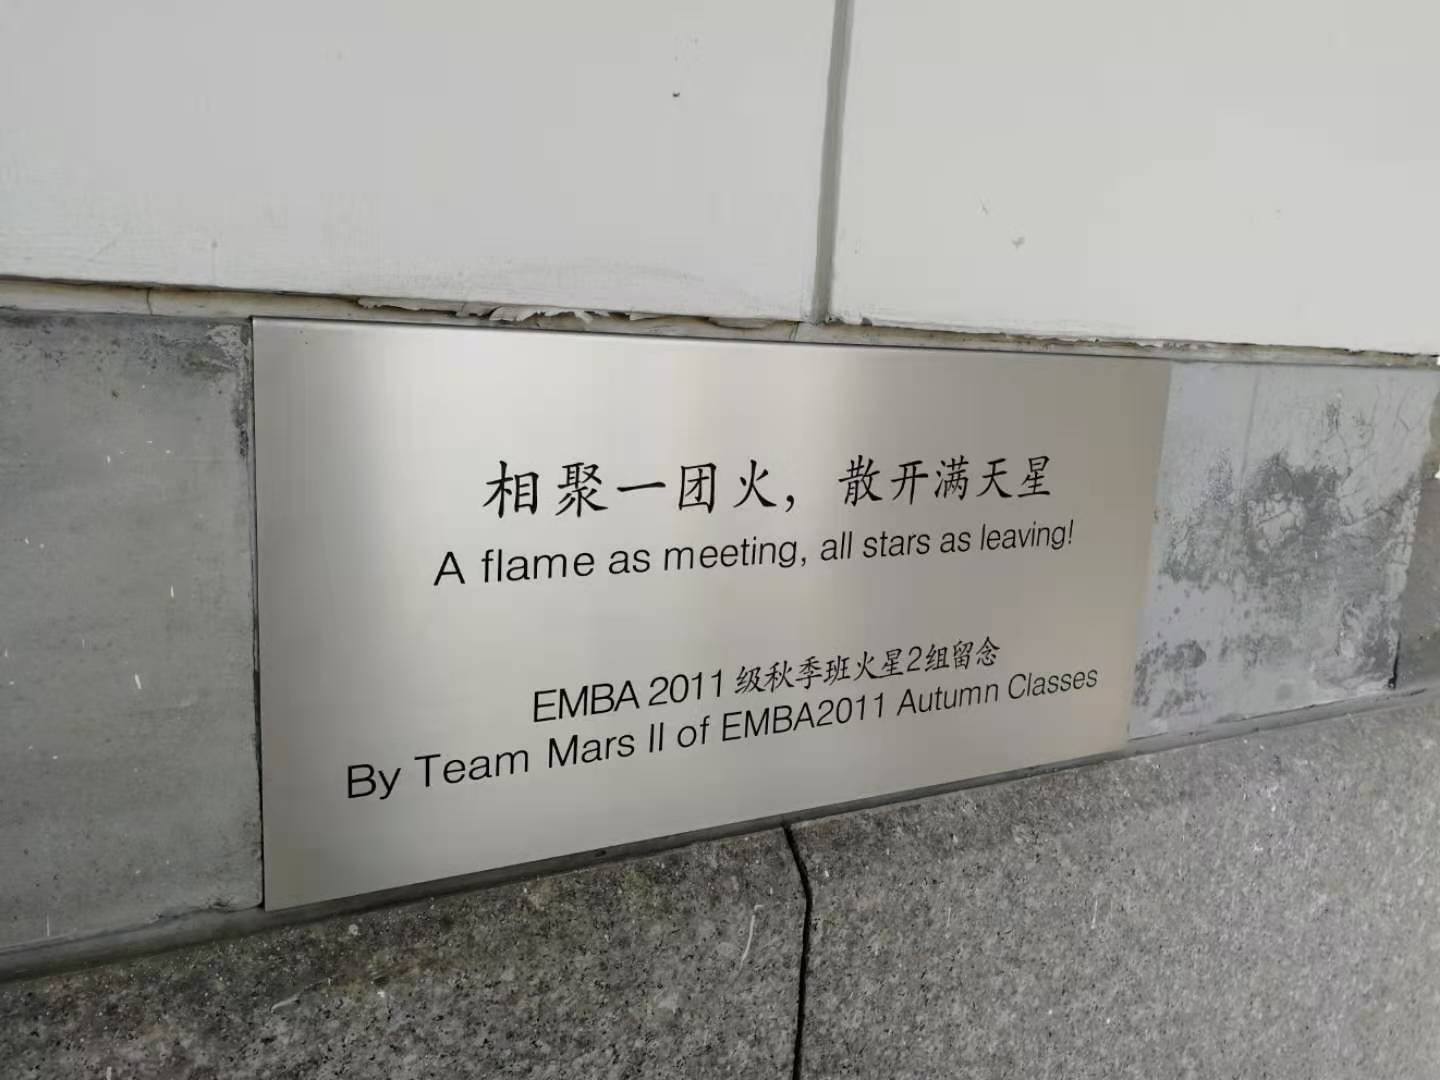 相聚一团火，散开满天星
A flame as meeting, all stars as leaving!
EMBA 2011 级秋季班火星2组留念
By Team Mars II of EMBA2011 Autumn Classes